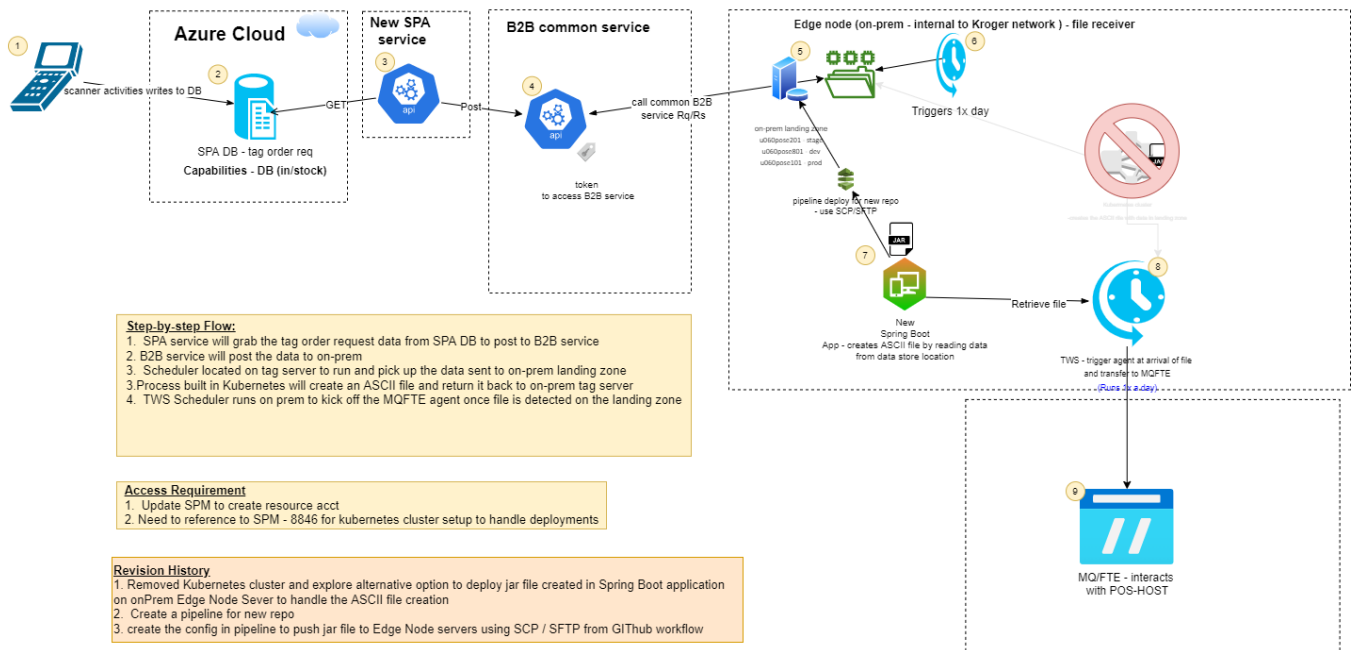 Azure Cloud
New SPA
service
B2B common service
Edge node (on-prem - internal to Kroger network ) - file receiver
1
2
3
4
5
6
scanner activities writes to DB
GET
api
Post
api
call common B2B
service Rq/Rs
Triggers 1x day
SPA DB - tag order req
Capabilities - DB (in/stock)
token
to access B2B service
on-prem landing zone
u060pose201 - stage
u060pose801 - dev
u060pose101 - prod
JAR
Kubernetes cluster
pipeline deploy for new repo
- use SCP/SFTP
JAR
7
8
Retrieve file
New
Spring Boot
App - creates ASCII file by reading data
from data store location
TWS - trigger agent at arrival of file
and transfer to MQFTE
(Runs 1x a day)
Step-by-step Flow:
1. SPA service will grab the tag order request data from SPA DB to post to B2B service
2. B2B service will post the data to on-prem
3. Scheduler located on tag server to run and pick up the data sent to on-prem landing zone
3.Process built in Kubernetes will create an ASCII file and return it back to on-prem tag server
4. TWS Scheduler runs on prem to kick off the MQFTE agent once file is detected on the landing zone
Access Requirement
1. Update SPM to create resource acct
2. Need to reference to SPM - 8846 for kubernetes cluster setup to handle deployments
9
MQ/FTE - interacts
with POS-HOST
Revision History
1. Removed Kubernetes cluster and explore alternative option to deploy jar file created in Spring Boot application
on onPrem Edge Node Sever to handle the ASCII file creation
2. Create a pipeline for new repo
3. create the config in pipeline to push jar file to Edge Node servers using SCP / SFTP from GIThub workflow